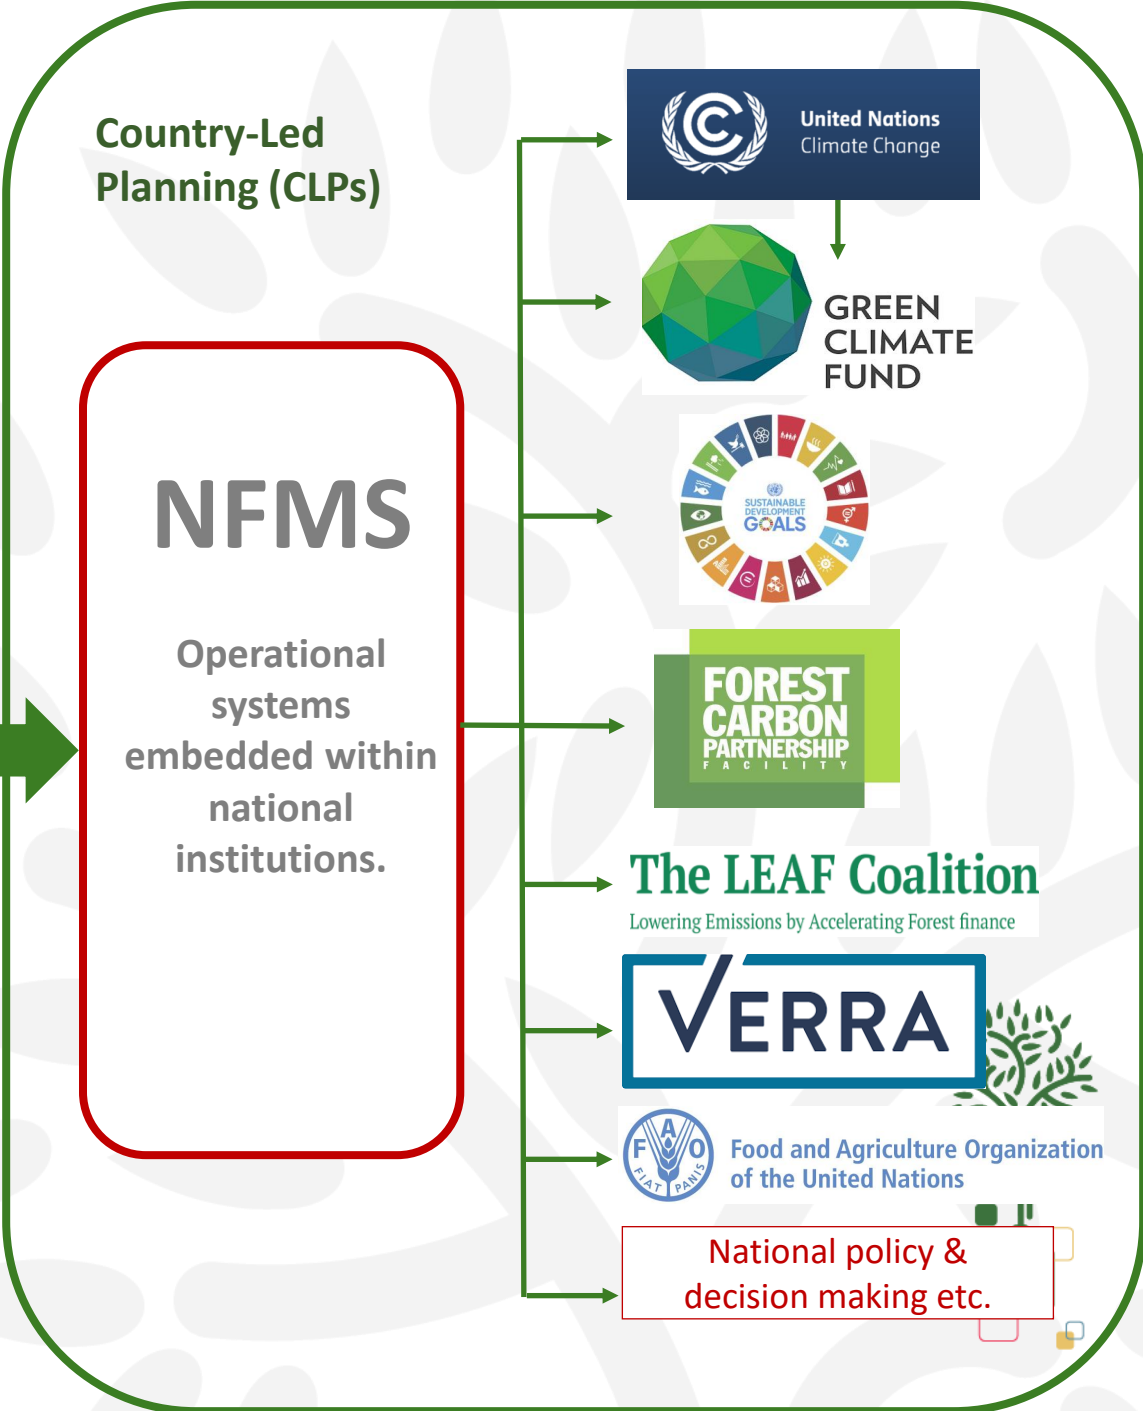 Country-Led
Planning (CLPs)
NFMS
Operational
systems
embedded within
national
institutions.
United Nations
Climate Change
GREEN
CLIMATE
FUND
SUSTAINABLE
DEVELOPMENT
GOALS
FOREST
CARBON
PARTNERSHIP
FACILITY
The LEAF Coalition
Lowering Emissions by Accelerating Forest finance
VERRA
F A O
FIAT PANIS
Food and Agriculture Organization
of the United Nations
National policy &
decision making etc.